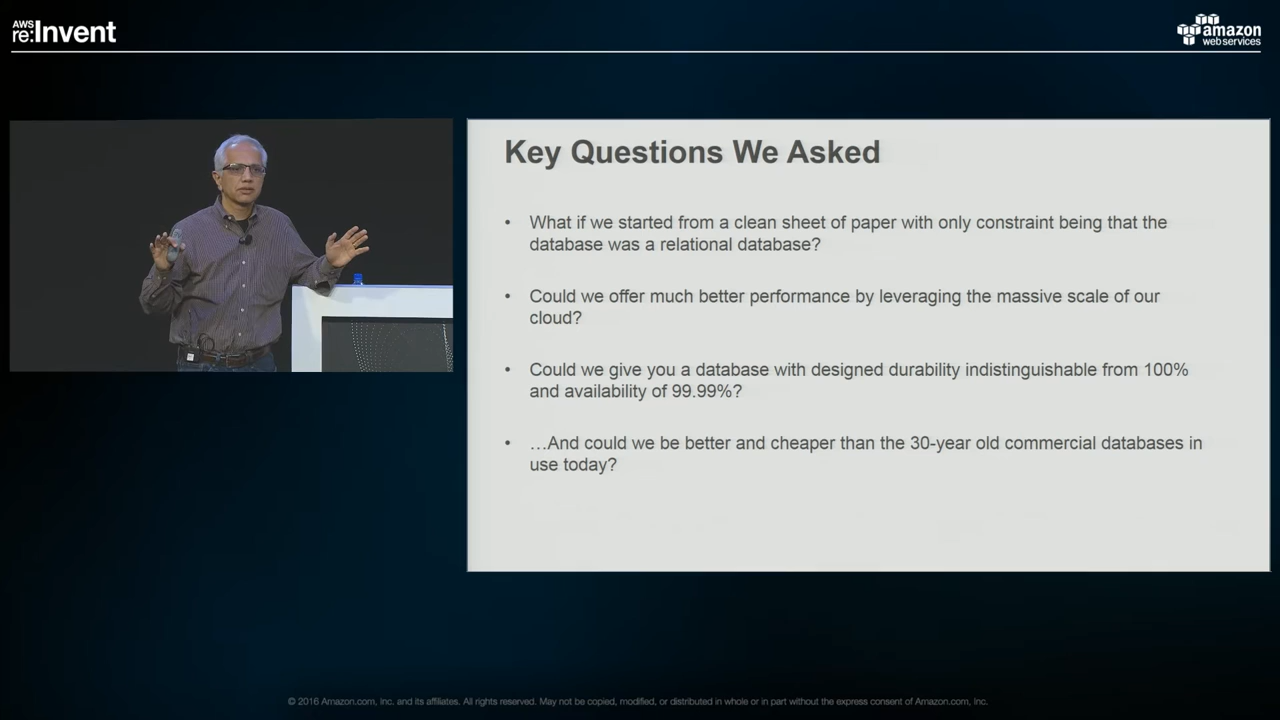 AWS
re:Invent
amazon
web services
Key Questions We Asked
• What if we started from a clean sheet of paper with only constraint being that the
database was a relational database?
• Could we offer much better performance by leveraging the massive scale of our
cloud?
• Could we give you a database with designed durability indistinguishable from 100%
and availability of 99.99%?
• …And could we be better and cheaper than the 30-year old commercial databases in
use today?
© 2016 Amazon.com, Inc. and its affiliates. All rights reserved. May not be copied, modified, or distributed in whole or in part without the express consent of Amazon.com, Inc.